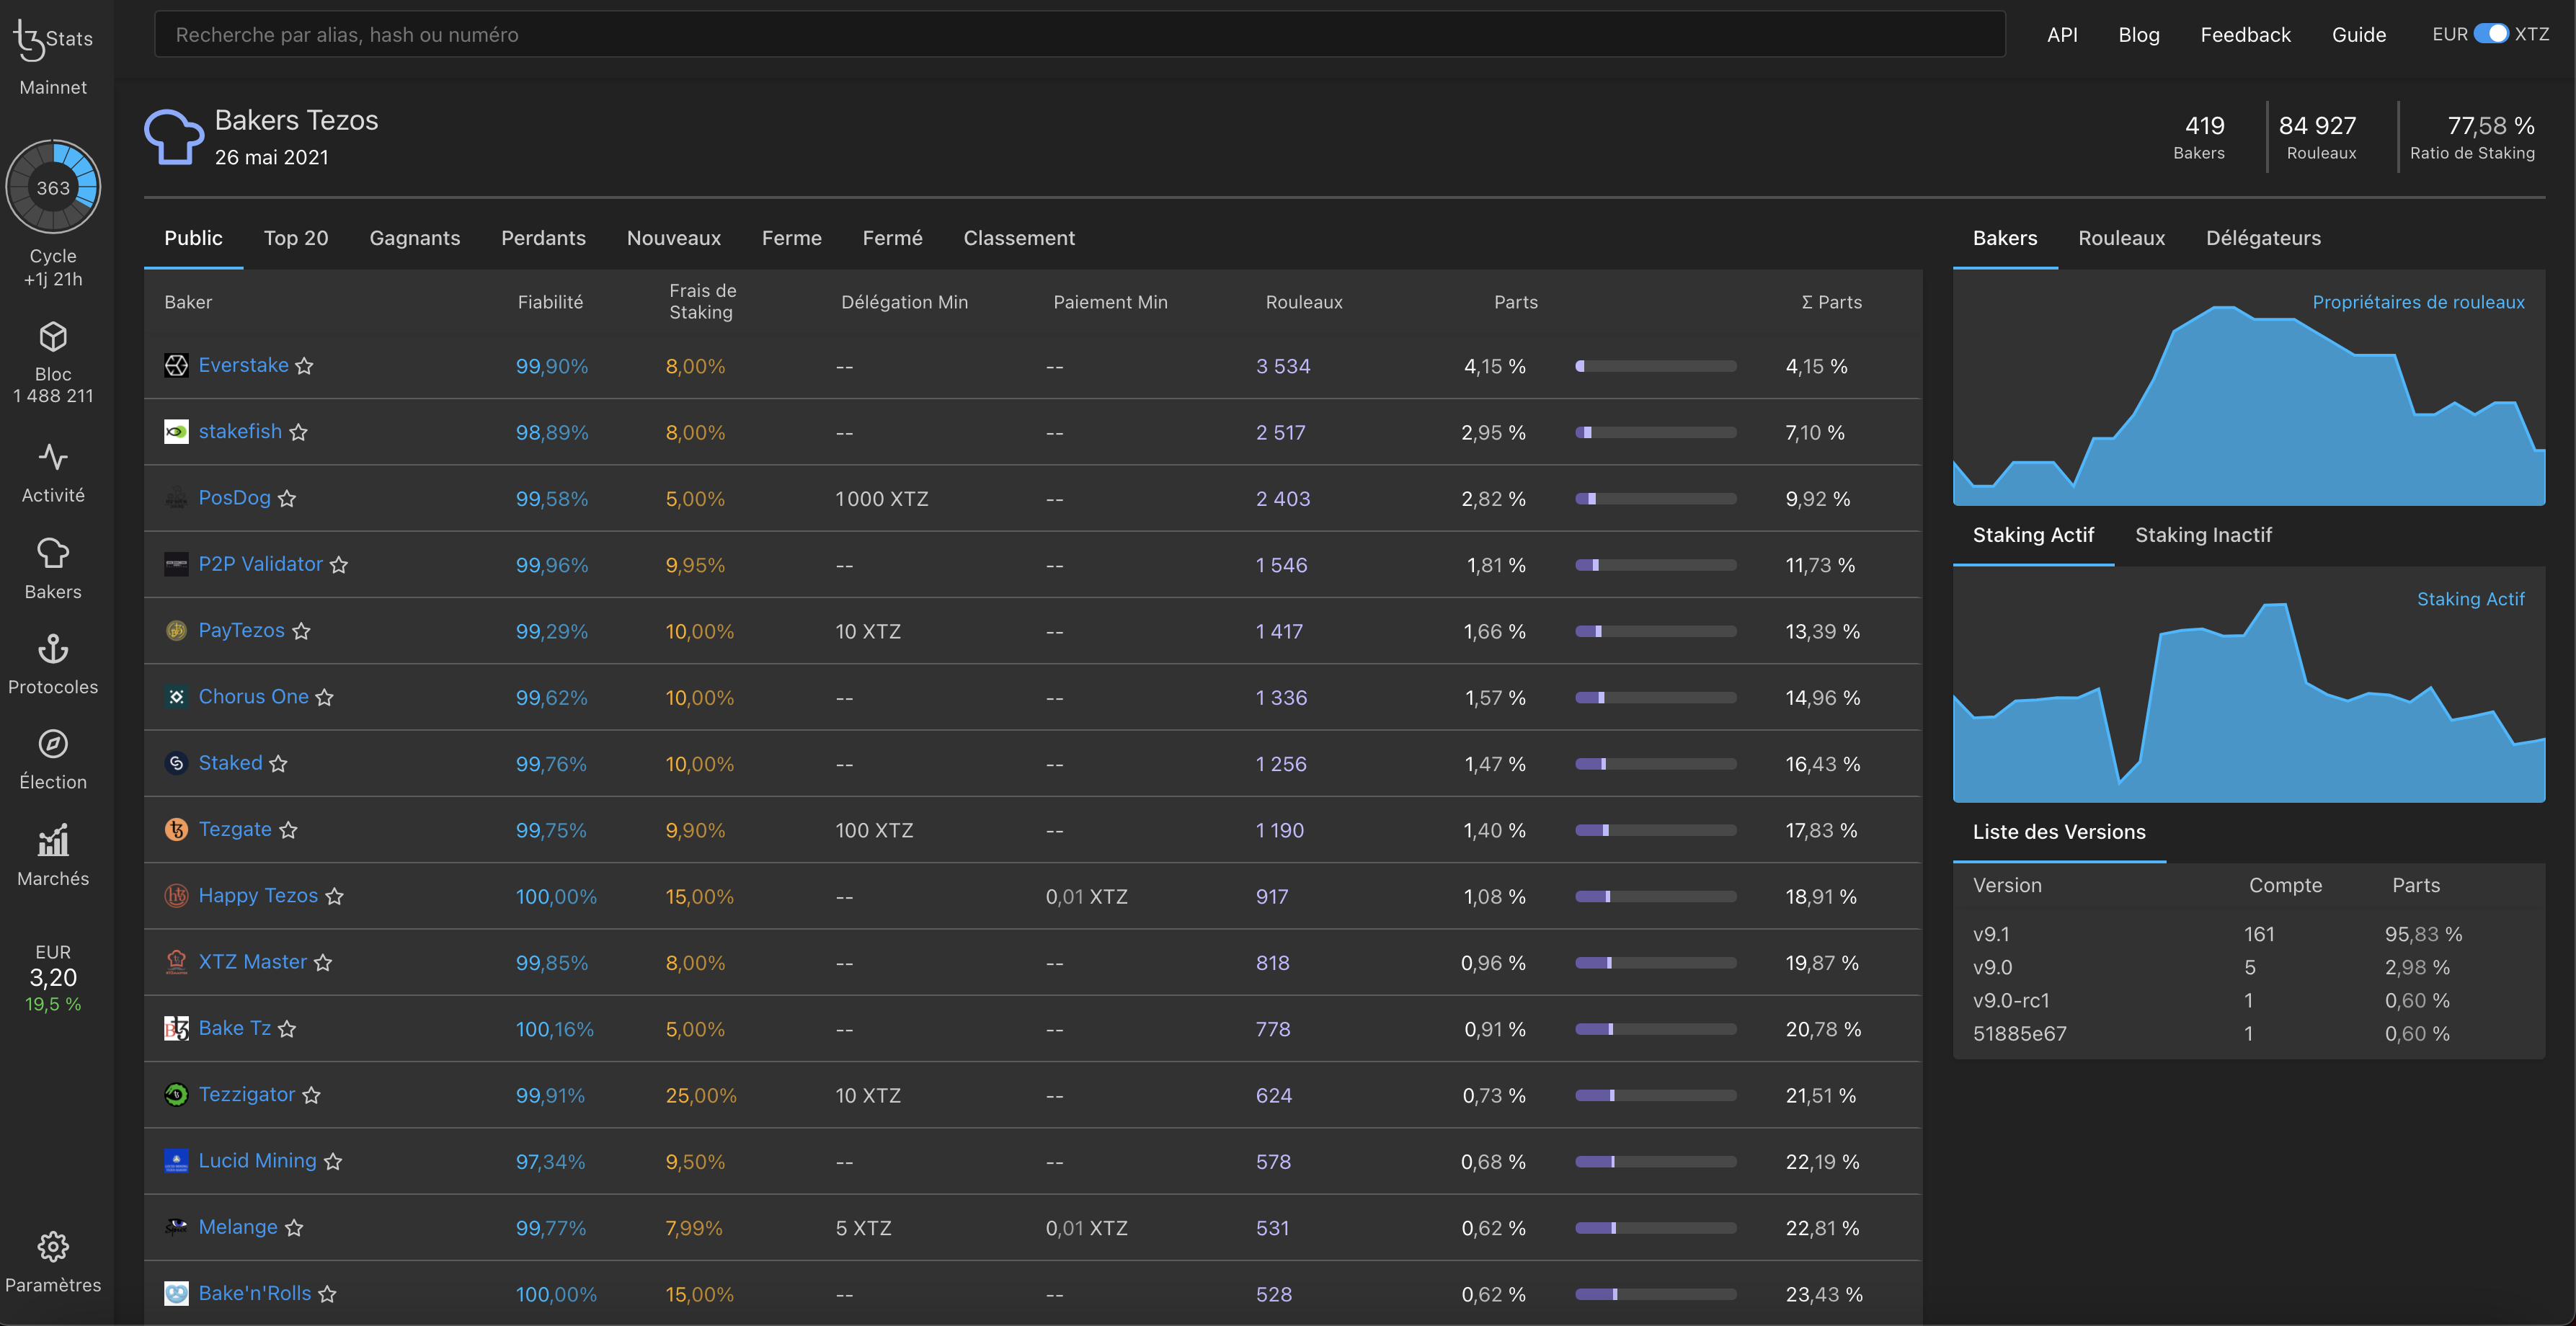 tz Stats
Mainnet
363
Cycle
+1j 21h
Bloc
1 488 211
Activité
Bakers
Protocoles
Élection
Marchés
EUR
3,20
19,5 %
Paramètres
Recherche par alias, hash ou numéro
API Blog Feedback Guide EUR XTZ
Bakers Tezos
26 mai 2021
419
Bakers
84 927
Rouleaux
77,58 %
Ratio de Staking
Public Top 20 Gagnants Perdants Nouveaux Ferme Fermé Classement
Baker Fiabilité Frais de Staking Délégation Min Paiement Min Rouleaux Parts Σ Parts
Everstake 99,90% 8,00% -- -- 3 534 4,15 % 4,15 %
stakefish 98,89% 8,00% -- -- 2 517 2,95 % 7,10 %
PosDog 99,58% 5,00% 1 000 XTZ -- 2 403 2,82 % 9,92 %
P2P Validator 99,96% 9,95% -- -- 1 546 1,81 % 11,73 %
PayTezos 99,29% 10,00% 10 XTZ -- 1 417 1,66 % 13,39 %
Chorus One 99,62% 10,00% -- -- 1 336 1,57 % 14,96 %
Staked 99,76% 10,00% -- -- 1 256 1,47 % 16,43 %
Tezgate 99,75% 9,90% 100 XTZ -- 1 190 1,40 % 17,83 %
Happy Tezos 100,00% 15,00% -- 0,01 XTZ 917 1,08 % 18,91 %
XTZ Master 99,85% 8,00% -- -- 818 0,96 % 19,87 %
Bake Tz 100,16% 5,00% -- -- 778 0,91 % 20,78 %
Tezzigator 99,91% 25,00% 10 XTZ -- 624 0,73 % 21,51 %
Lucid Mining 97,34% 9,50% -- -- 578 0,68 % 22,19 %
Melange 99,77% 7,99% 5 XTZ 0,01 XTZ 531 0,62 % 22,81 %
Bake'n'Rolls 100,00% 15,00% -- -- 528 0,62 % 23,43 %
Bakers Rouleaux Délégateurs
Propriétaires de rouleaux
Staking Actif Staking Inactif
Staking Actif
Liste des Versions
Version Compte Parts
v9.1 161 95,83 %
v9.0 5 2,98 %
v9.0-rc1 1 0,60 %
51885e67 1 0,60 %